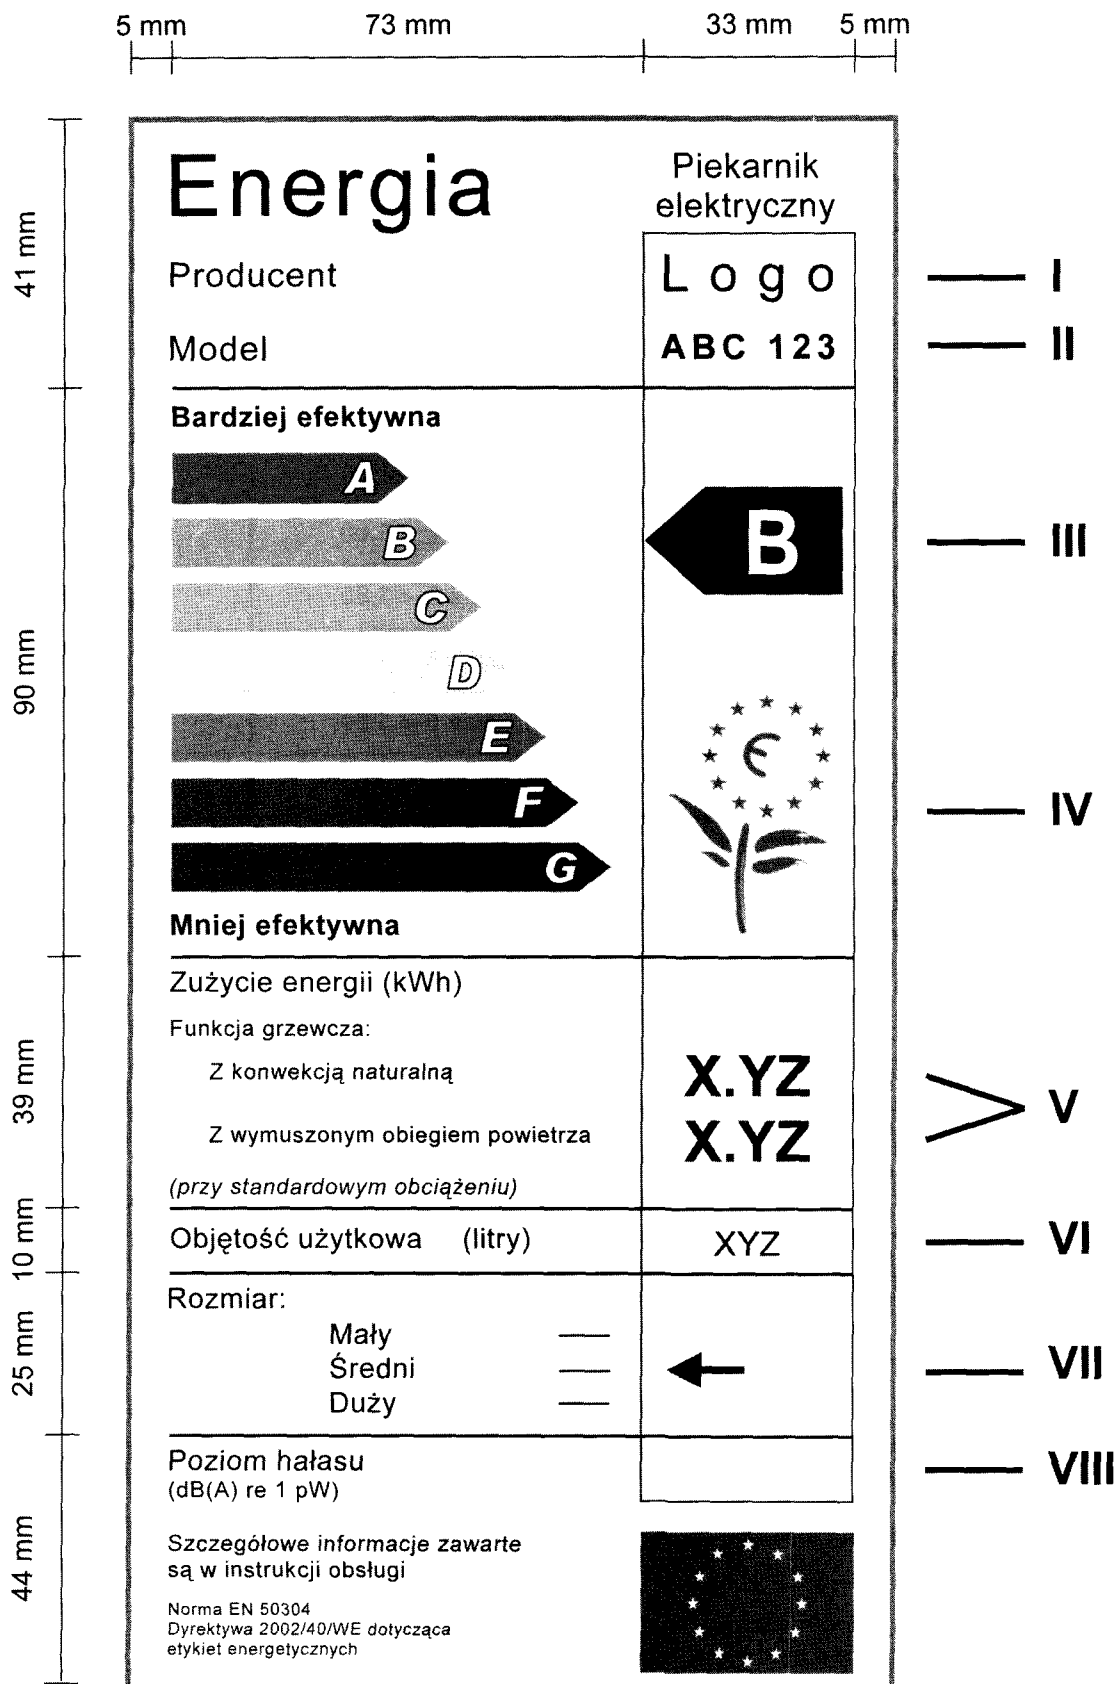 5 mm 73 mm 33 mm 5 mm
41 mm
90 mm
39 mm
10 mm
25 mm
44 mm
Energia
Piekarnik
elektryczny
Producent Logo I
Model ABC 123 II
Bardziej efektywna
A
B
C
D
E
F
G
B III
IV
Mniej efektywna
Zużycie energii (kWh)
Funkcja grzewcza:
Z konwekcją naturalną X.YZ
Z wymuszonym obiegiem powietrza X.YZ
V
(przy standardowym obciążeniu)
Objętość użytkowa (litry) XYZ VI
Rozmiar:
Mały
Średni
Duży
VII
Poziom hałasu
(dB(A) re 1 pW)
VIII
Szczegółowe informacje zawarte
są w instrukcji obsługi
Norma EN 50304
Dyrektywa 2002/40/WE dotycząca
etykiet energetycznych